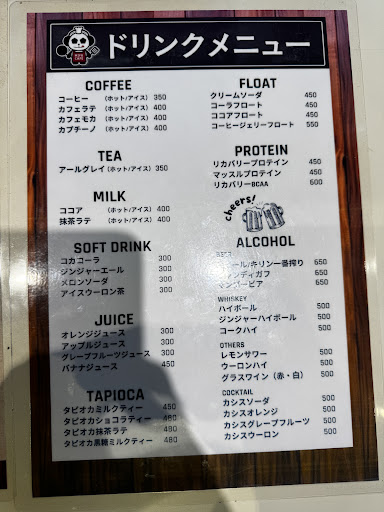 ドリンクメニュー
COFFEE
コーヒー (ホット/アイス) 350
カフェラテ (ホット/アイス) 400
カフェモカ (ホット/アイス) 400
カプチーノ (ホット/アイス) 400
TEA
アールグレイ (ホット/アイス) 350
MILK
ココア (ホット/アイス) 400
抹茶ラテ (ホット/アイス) 400
SOFT DRINK
コカコーラ 300
ジンジャーエール 300
メロンソーダ 300
アイスウーロン茶 300
JUICE
オレンジジュース 300
アップルジュース 300
グレープフルーツジュース 300
バナナジュース 450
TAPIOCA
タピオカミルクティー 450
タピオカショコラティー 480
タピオカ抹茶ラテ 480
タピオカ黒糖ミルクティー 480
FLOAT
クリームソーダ 450
コーラフロート 450
ココアフロート 450
コーヒージェリーフロート 550
PROTEIN
リカバリープロテイン 450
マッスルプロテイン 450
リカバリーBCAA 600
cheers!
ALCOHOL
BEER
ール/キリン一番搾り 650
ンディガフ 650
ビア 650
WHISKEY
ハイボール 500
ジンジャーハイボール 500
コークハイ 500
OTHERS
レモンサワー 500
ウーロンハイ 500
グラスワイン (赤・白) 500
COCKTAIL
カシスソーダ 500
カシスオレンジ 500
カシスグレープフルーツ 500
カシスウーロン 500